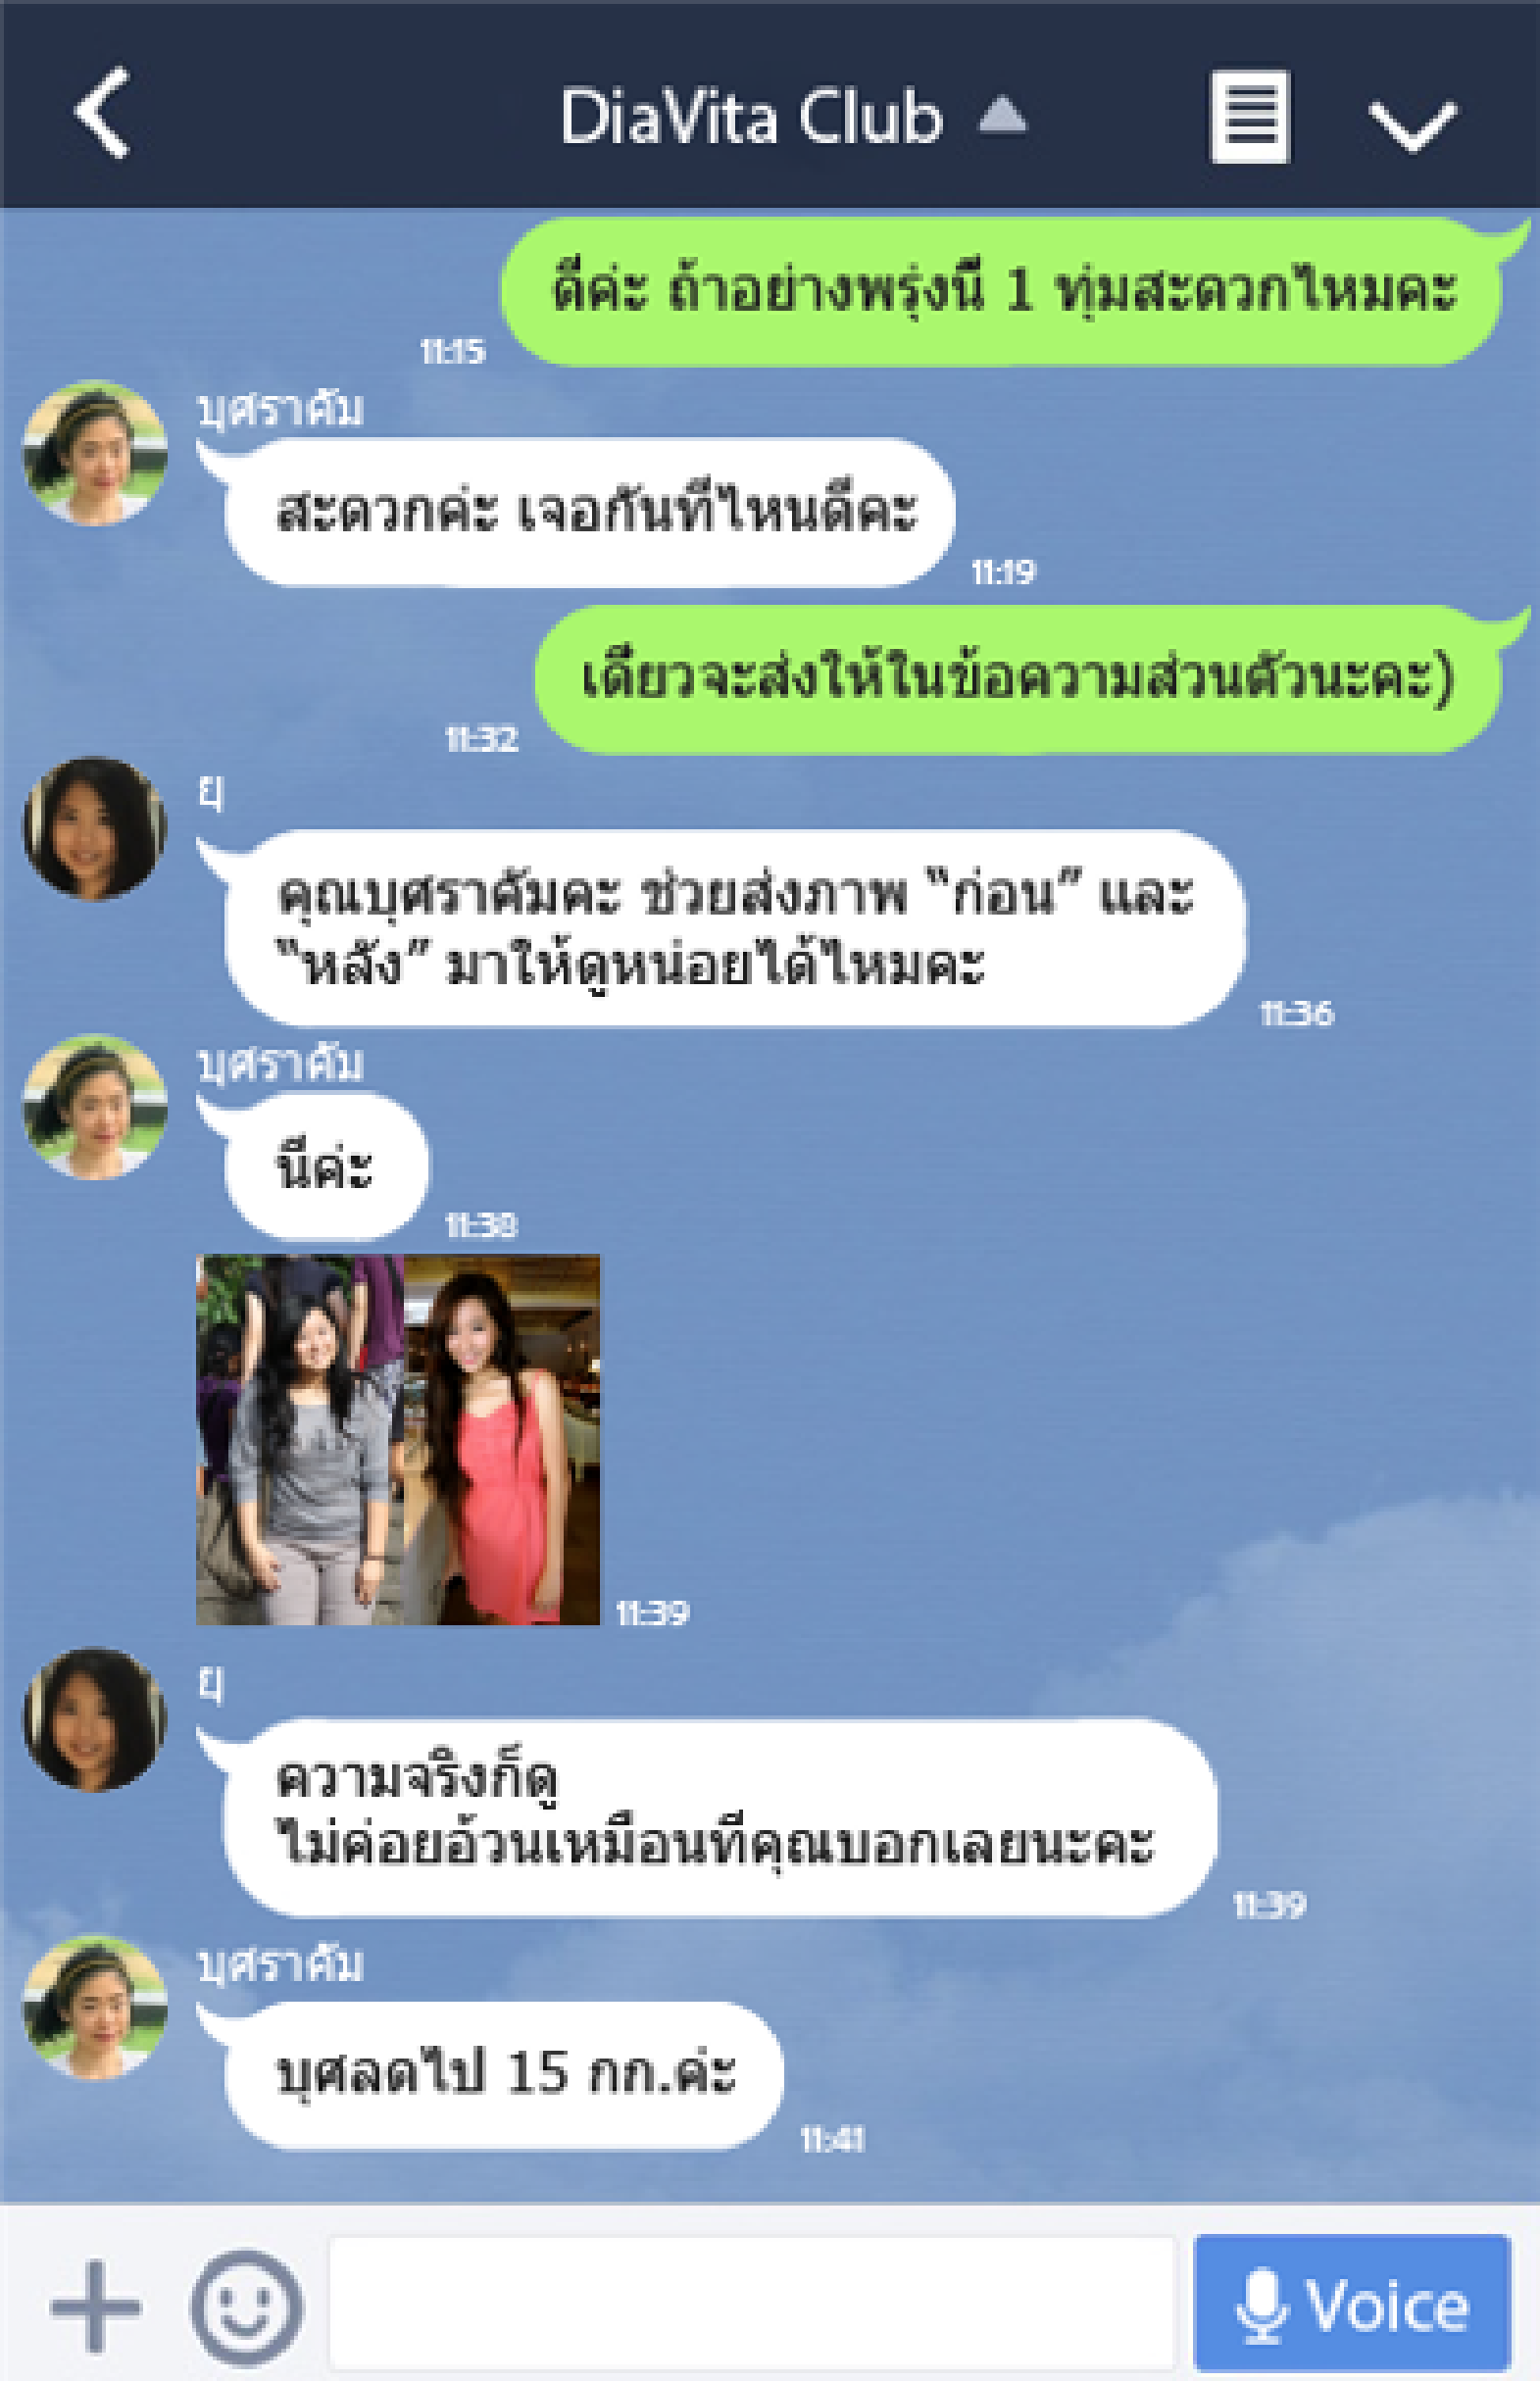 DiaVita Club
ดีค่ะ ถ้าอย่างพรุ่งนี้ 1 ทุ่มสะดวกไหมคะ
11:15
บุศราคัม
สะดวกค่ะ เจอกันที่ไหนดีคะ
11:19
เดี๋ยวจะส่งให้ในข้อความส่วนตัวนะคะ)
11:32
ยุ
คุณบุศราคัมคะ ช่วยส่งภาพ “ก่อน” และ
“หลัง” มาให้ดูหน่อยได้ไหมคะ
11:36
บุศราคัม
นี่ค่ะ
11:38
11:39
ยุ
ความจริงก็ดู
ไม่ค่อยอ้วนเหมือนที่คุณบอกเลยนะคะ
11:39
บุศราคัม
บุศลดไป 15 กก.ค่ะ
11:41
Voice